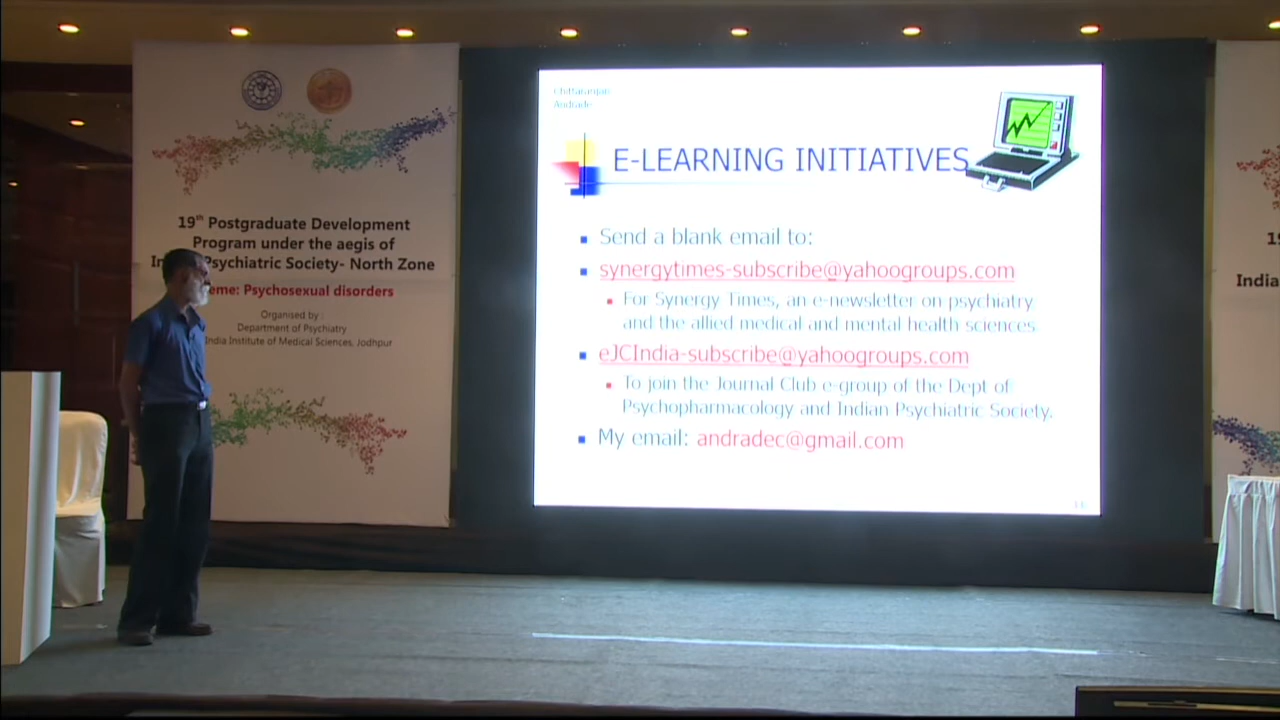 19th Postgraduate Development
Program under the aegis of
Psychiatric Society- North Zone
Psychosexual disorders
Organised by :
Department of Psychiatry
India Institute of Medical Sciences, Jodhpur
Chittaranjan
Andrade
E-LEARNING INITIATIVES
Send a blank email to:
synergytimes-subscribe@yahoogroups.com
For Synergy Times, an e-newsletter on psychiatry
and the allied medical and mental health sciences
eJCIndia-subscribe@yahoogroups.com
To join the Journal Club e-group of the Dept of
Psychopharmacology and Indian Psychiatric Society.
My email: andradec@gmail.com